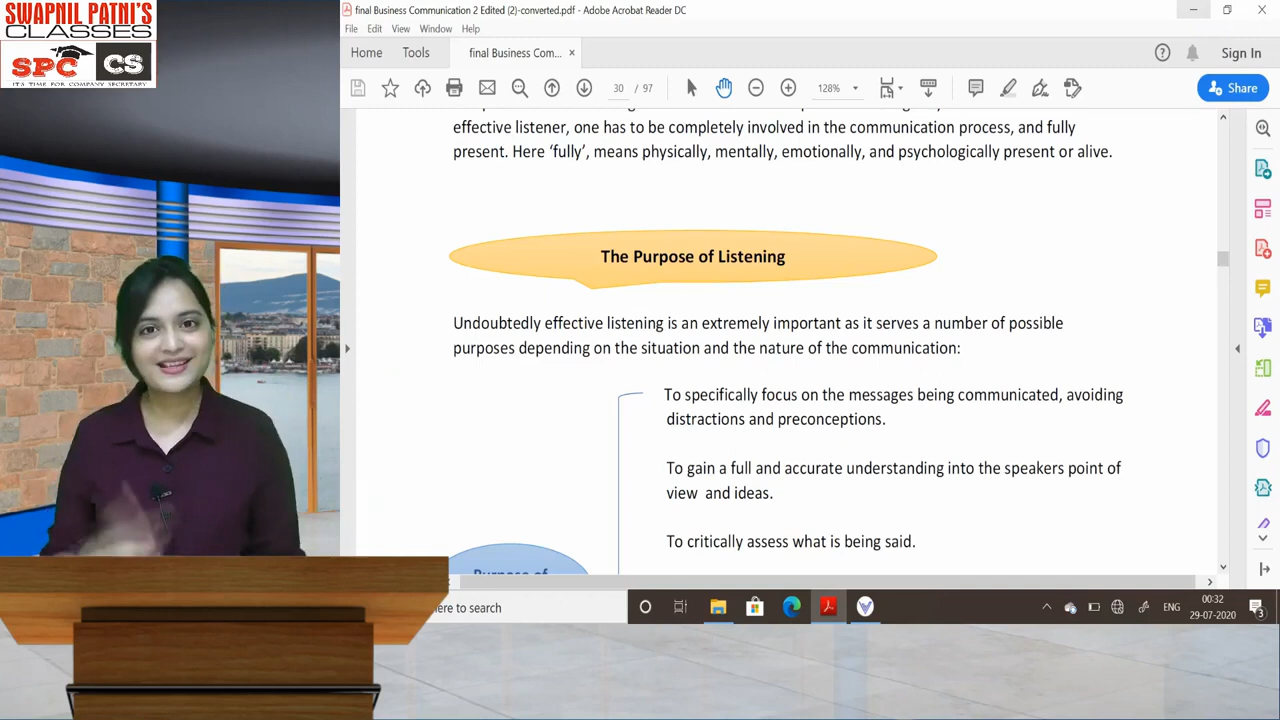 SWAPNIL PATNI'S
CLASSES
SPC CS
IT'S TIME FOR COMPANY SECRETARY
final Business Communication 2 Edited (2)-converted.pdf - Adobe Acrobat Reader DC
File Edit View Window Help
Home Tools final Business Com... × Sign In
30 / 97 128% Share
effective listener, one has to be completely involved in the communication process, and fully
present. Here ‘fully’, means physically, mentally, emotionally, and psychologically present or alive.
The Purpose of Listening
Undoubtedly effective listening is an extremely important as it serves a number of possible
purposes depending on the situation and the nature of the communication:
To specifically focus on the messages being communicated, avoiding
distractions and preconceptions.
To gain a full and accurate understanding into the speakers point of
view and ideas.
To critically assess what is being said.
Purpose of
ere to search
ENG
00:32
29-07-2020
3